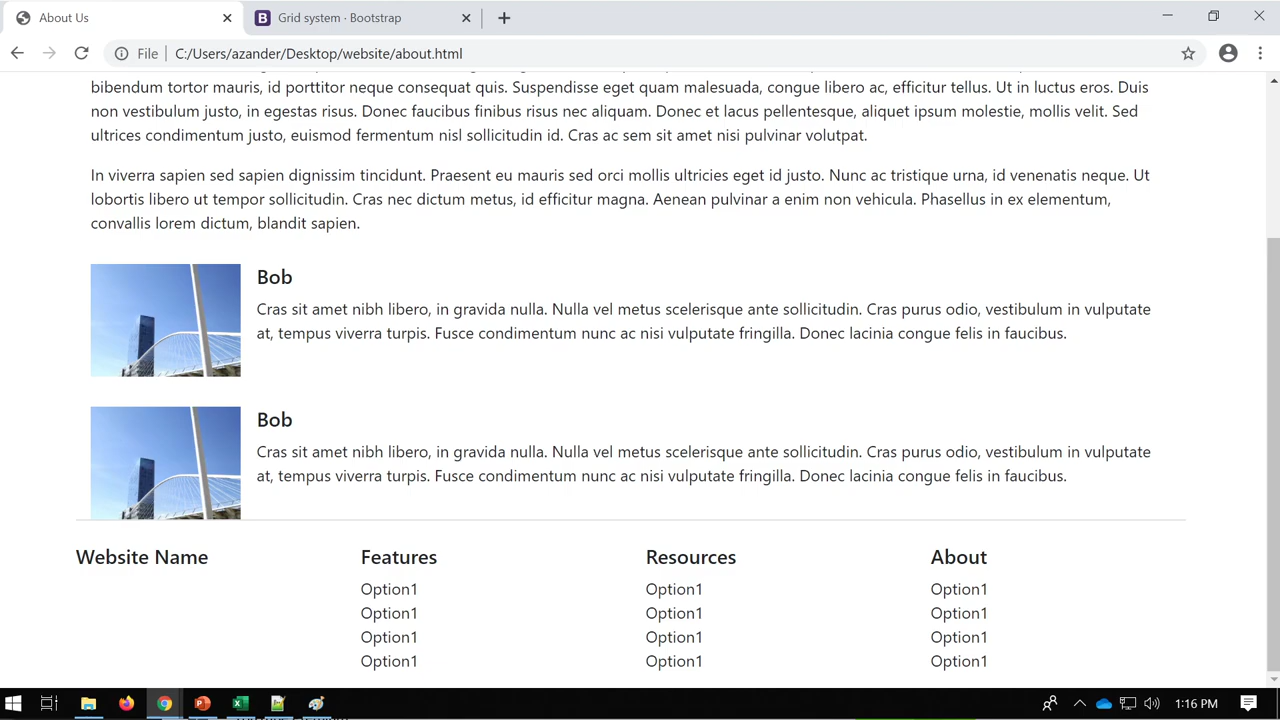 About Us
Grid system · Bootstrap
File
C:/Users/azander/Desktop/website/about.html
bibendum tortor mauris, id porttitor neque consequat quis. Suspendisse eget quam malesuada, congue libero ac, efficitur tellus. Ut in luctus eros. Duis
non vestibulum justo, in egestas risus. Donec faucibus finibus risus nec aliquam. Donec et lacus pellentesque, aliquet ipsum molestie, mollis velit. Sed
ultrices condimentum justo, euismod fermentum nisl sollicitudin id. Cras ac sem sit amet nisi pulvinar volutpat.
In viverra sapien sed sapien dignissim tincidunt. Praesent eu mauris sed orci mollis ultricies eget id justo. Nunc ac tristique urna, id venenatis neque. Ut
lobortis libero ut tempor sollicitudin. Cras nec dictum metus, id efficitur magna. Aenean pulvinar a enim non vehicula. Phasellus in ex elementum,
convallis lorem dictum, blandit sapien.
Bob
Cras sit amet nibh libero, in gravida nulla. Nulla vel metus scelerisque ante sollicitudin. Cras purus odio, vestibulum in vulputate
at, tempus viverra turpis. Fusce condimentum nunc ac nisi vulputate fringilla. Donec lacinia congue felis in faucibus.
Bob
Cras sit amet nibh libero, in gravida nulla. Nulla vel metus scelerisque ante sollicitudin. Cras purus odio, vestibulum in vulputate
at, tempus viverra turpis. Fusce condimentum nunc ac nisi vulputate fringilla. Donec lacinia congue felis in faucibus.
Website Name
Features
Option1
Option1
Option1
Option1
Resources
Option1
Option1
Option1
Option1
About
Option1
Option1
Option1
Option1
1:16 PM